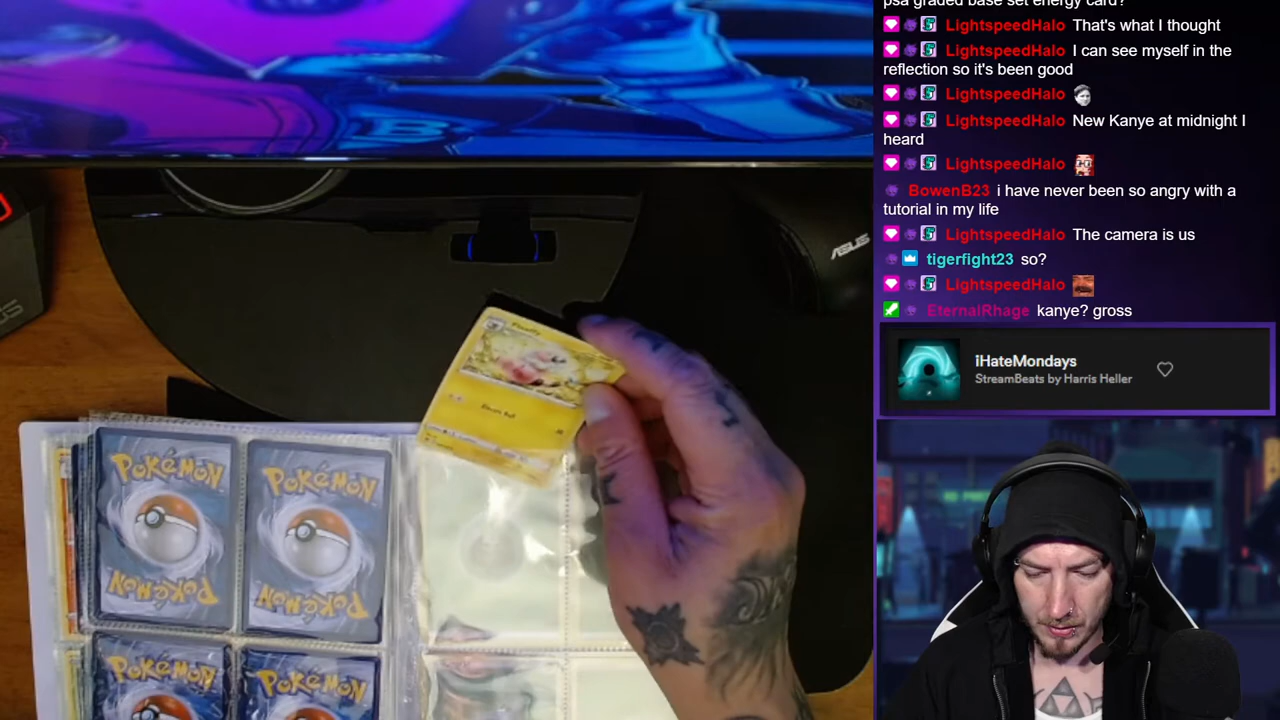 psa graded base set energy card?
LightspeedHalo That's what I thought
LightspeedHalo I can see myself in the
reflection so it's been good
LightspeedHalo
LightspeedHalo New Kanye at midnight I
heard
LightspeedHalo
BowenB23 i have never been so angry with a
tutorial in my life
LightspeedHalo The camera is us
tigerfight23 so?
LightspeedHalo
EternalRhage kanye? gross
iHateMondays
StreamBeats by Harris Heller
ASUS
POKéMON
POKéMON
POKéMON
POKéMON
POKéMON
POKéMON